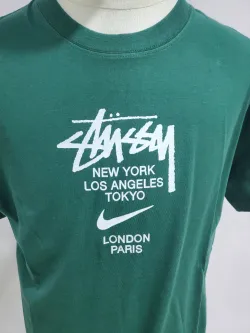 Stüssy
NEW YORK
LOS ANGELES
TOKYO
LONDON
PARIS